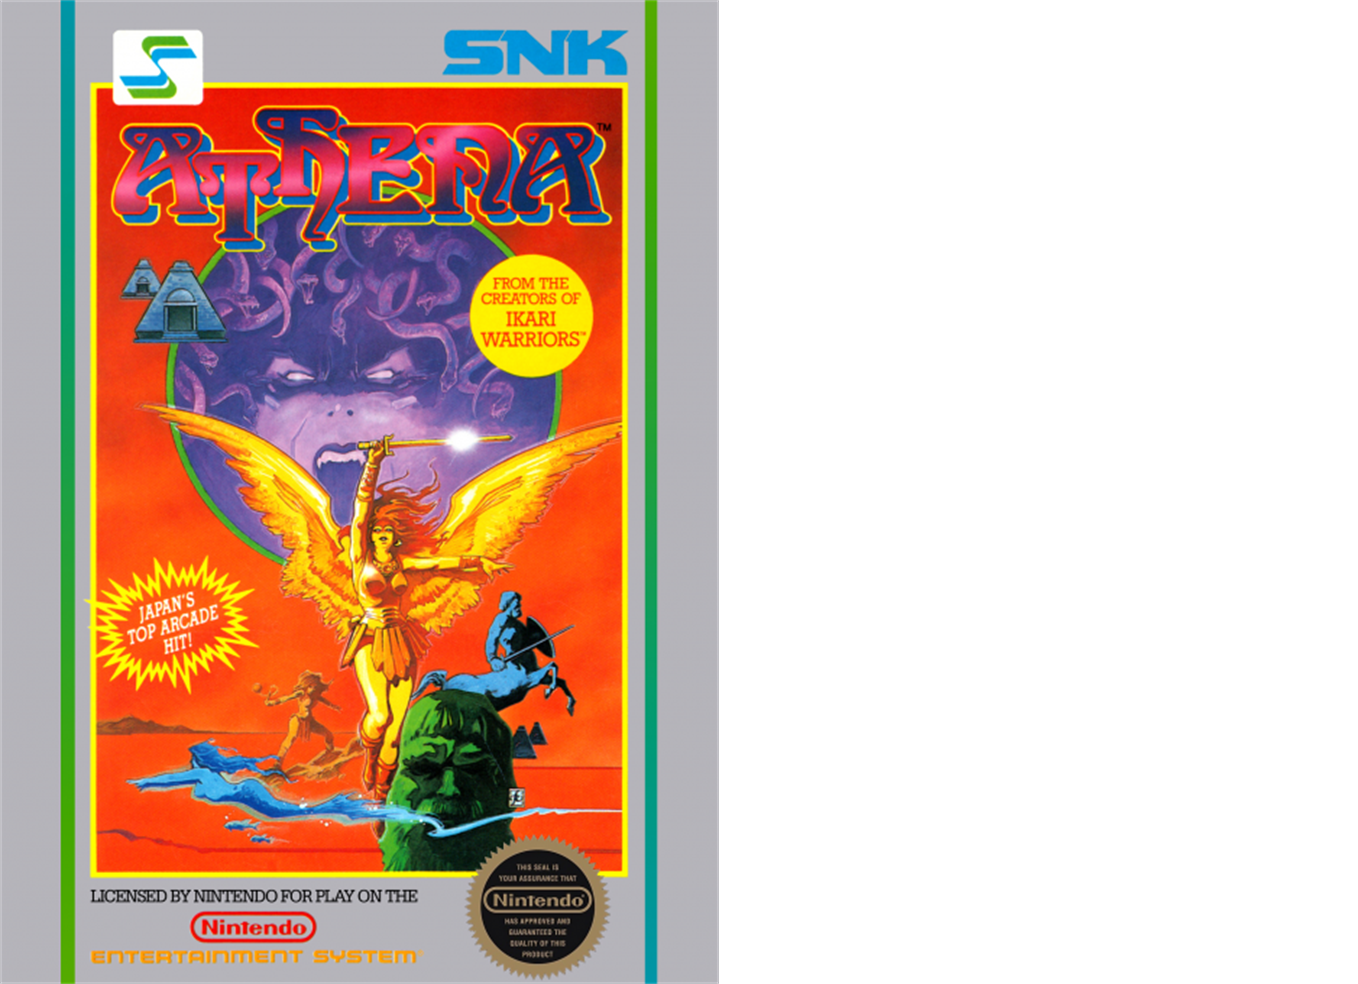 S
SNK
ATHENA™
FROM THE
CREATORS OF
IKARI
WARRIORS™
JAPAN'S
TOP ARCADE
HIT!
LICENSED BY NINTENDO FOR PLAY ON THE
Nintendo
ENTERTAINMENT SYSTEM
THIS SEAL IS
YOUR ASSURANCE THAT
Nintendo
HAS APPROVED AND
GUARANTEED THE
QUALITY OF THIS
PRODUCT